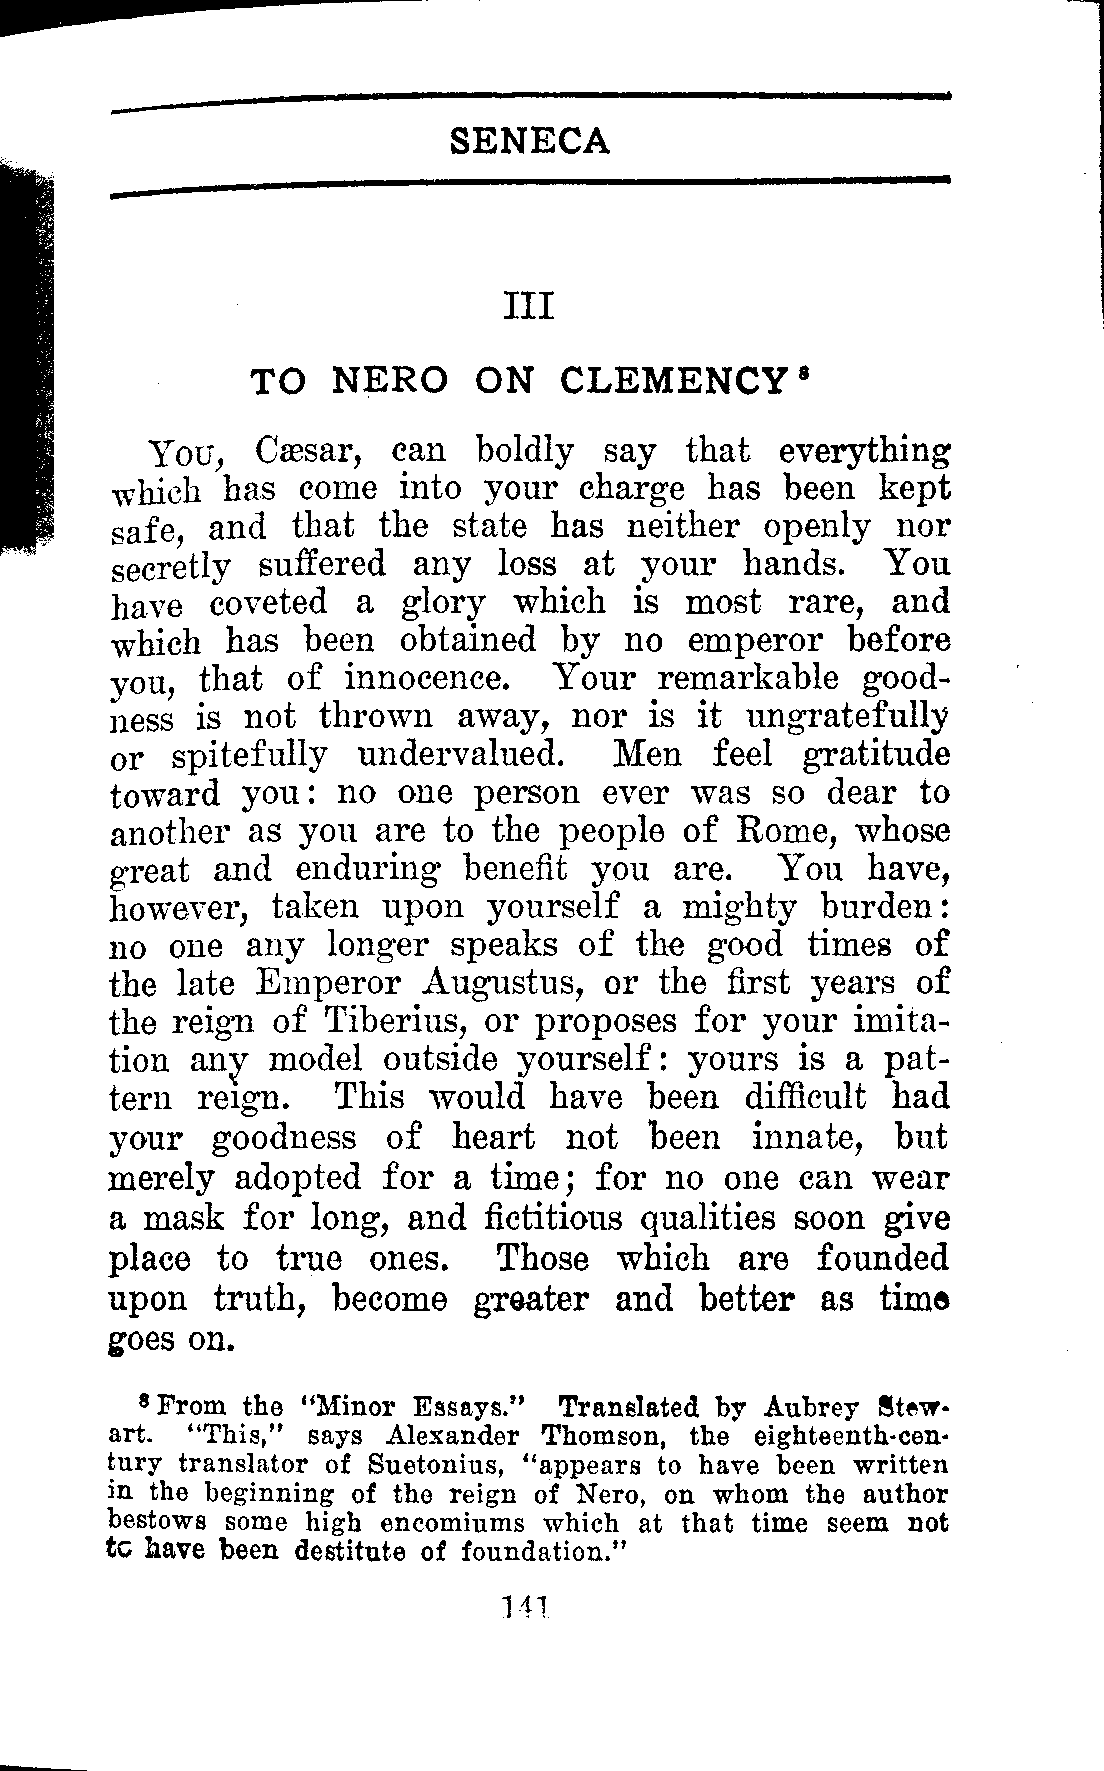 SENECA
III
TO NERO ON CLEMENCY⁸
You, Cæsar, can boldly say that everything
which has come into your charge has been kept
safe, and that the state has neither openly nor
secretly suffered any loss at your hands. You
have coveted a glory which is most rare, and
which has been obtained by no emperor before
you, that of innocence. Your remarkable good-
ness is not thrown away, nor is it ungratefully
or spitefully undervalued. Men feel gratitude
toward you: no one person ever was so dear to
another as you are to the people of Rome, whose
great and enduring benefit you are. You have,
however, taken upon yourself a mighty burden:
no one any longer speaks of the good times of
the late Emperor Augustus, or the first years of
the reign of Tiberius, or proposes for your imita-
tion any model outside yourself: yours is a pat-
tern reign. This would have been difficult had
your goodness of heart not been innate, but
merely adopted for a time; for no one can wear
a mask for long, and fictitious qualities soon give
place to true ones. Those which are founded
upon truth, become greater and better as time
goes on.
⁸ From the "Minor Essays." Translated by Aubrey Stew-
art. "This," says Alexander Thomson, the eighteenth-cen-
tury translator of Suetonius, "appears to have been written
in the beginning of the reign of Nero, on whom the author
bestows some high encomiums which at that time seem not
to have been destitute of foundation."
141